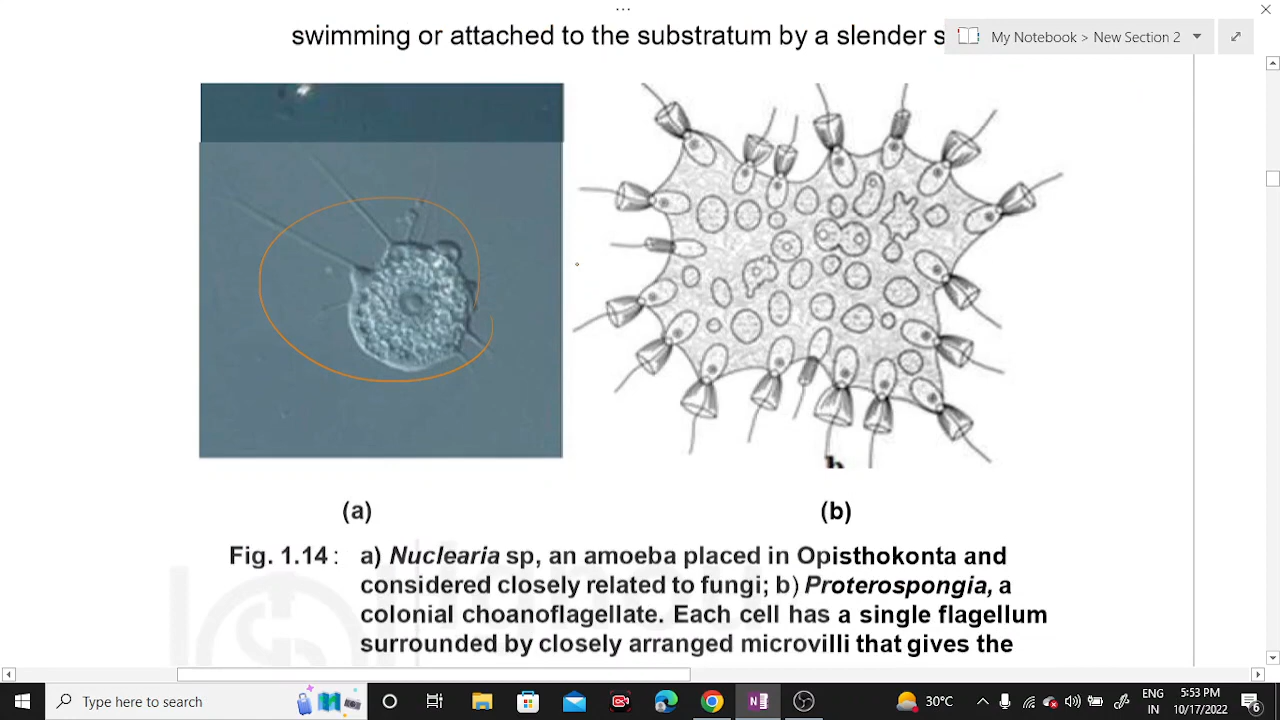 ...
swimming or attached to the substratum by a slender s
My Notebook > New Section 2
(a)
(b)
Fig. 1.14: a) Nuclearia sp, an amoeba placed in Opisthokonta and
considered closely related to fungi; b) Proterospongia, a
colonial choanoflagellate. Each cell has a single flagellum
surrounded by closely arranged microvilli that gives the
Type here to search
30°C
ENG
IN
5:53 PM
10/17/2022
6